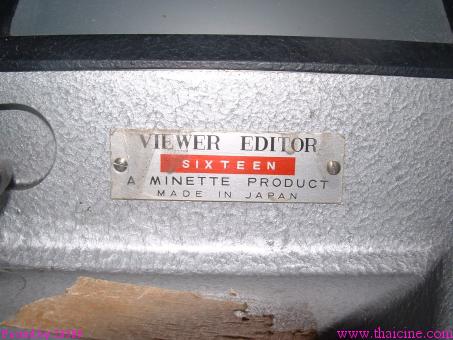 VIEWER EDITOR
SIXTEEN
A MINETTE PRODUCT
MADE IN JAPAN
www.thaicine.com